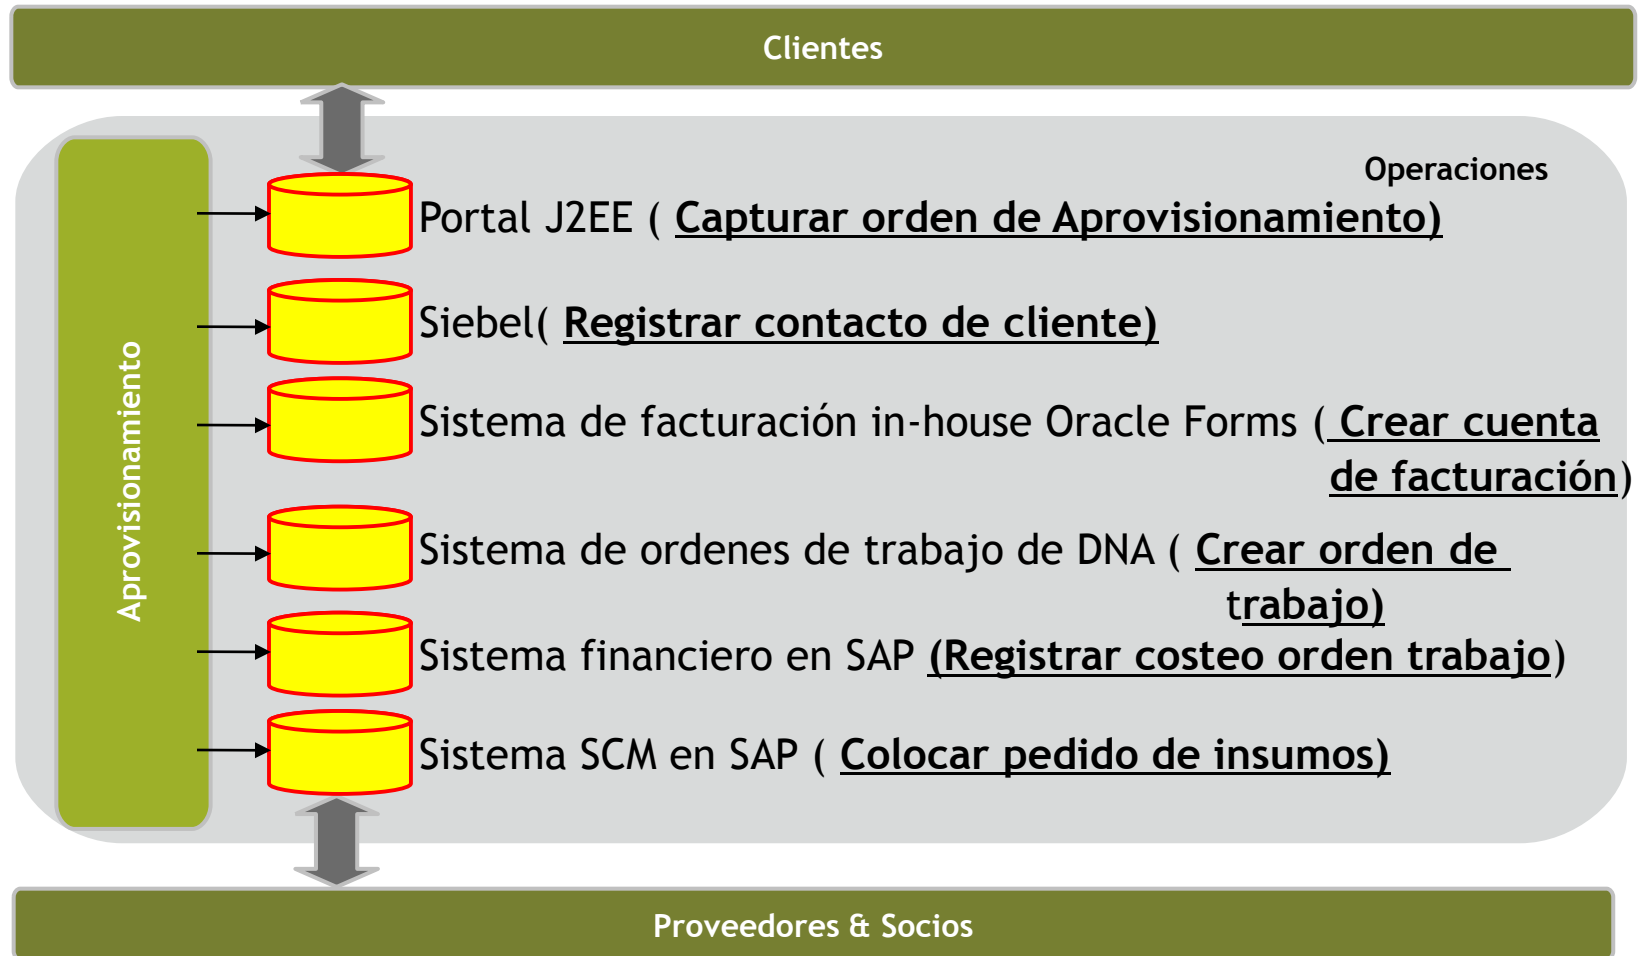 Clientes
Operaciones
Aprovisionamiento
Portal J2EE ( Capturar orden de Aprovisionamiento)
Siebel( Registrar contacto de cliente)
Sistema de facturación in-house Oracle Forms ( Crear cuenta
de facturación)
Sistema de ordenes de trabajo de DNA ( Crear orden de
trabajo)
Sistema financiero en SAP (Registrar costeo orden trabajo)
Sistema SCM en SAP ( Colocar pedido de insumos)
Proveedores & Socios